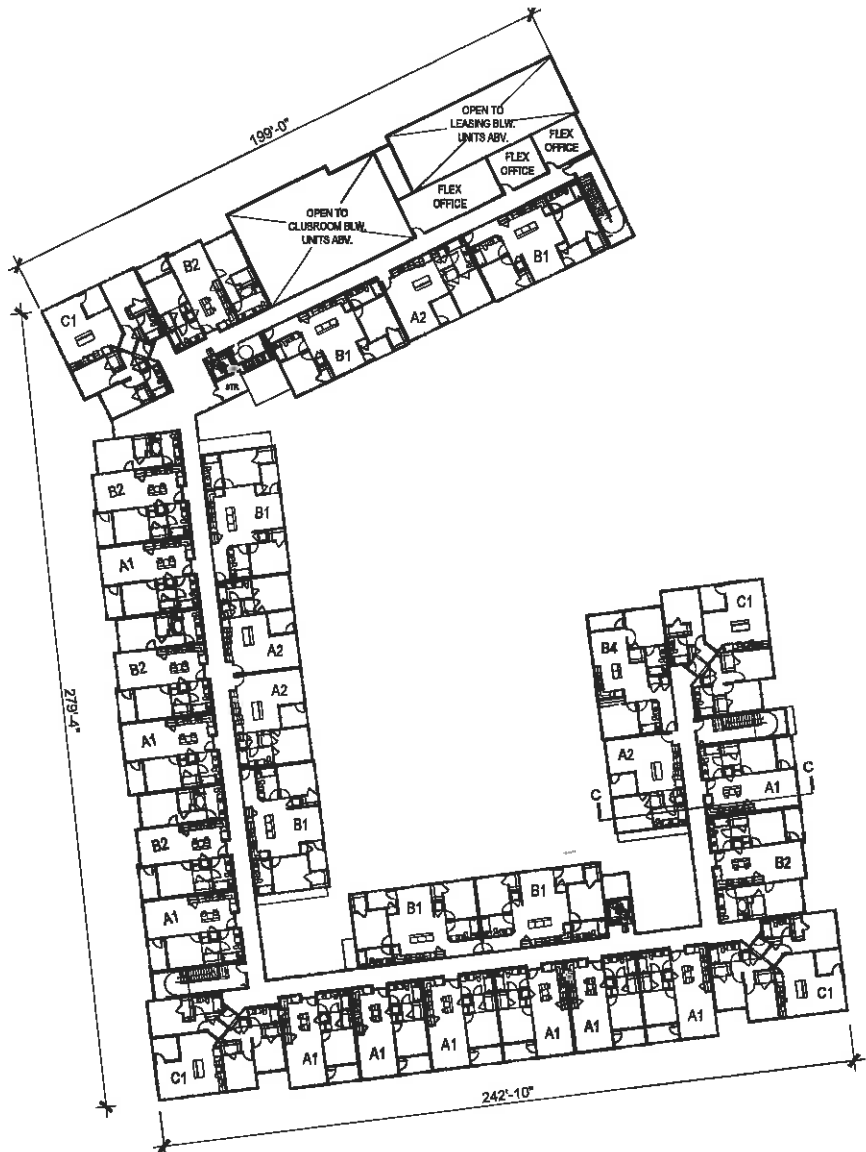 199'-0"
OPEN TO
LEASING BLW.
UNITS ABV.
FLEX
OFFICE
FLEX
OFFICE
FLEX
OFFICE
OPEN TO
CLUBROOM BLW.
UNITS ABV.
B2
B1
C1
A2
B1
STR.
B2
B1
A1
A2
B2
A2
A1
B1
B2
A1
279'-4"
C1
B4
A2
A1
C
C
B2
B1
B1
C1
A1
A1
A1
A1
A1
A1
C1
242'-10"